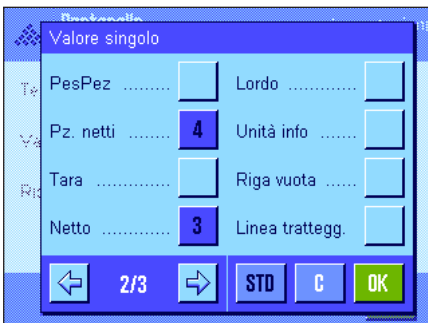 Valore singolo
PesPez ......... Lordo .............
Pz. netti ........ 4 Unità info .......
Tara .............. Riga vuota ......
Netto ............. 3 Linea trattegg.
2/3 STD C OK